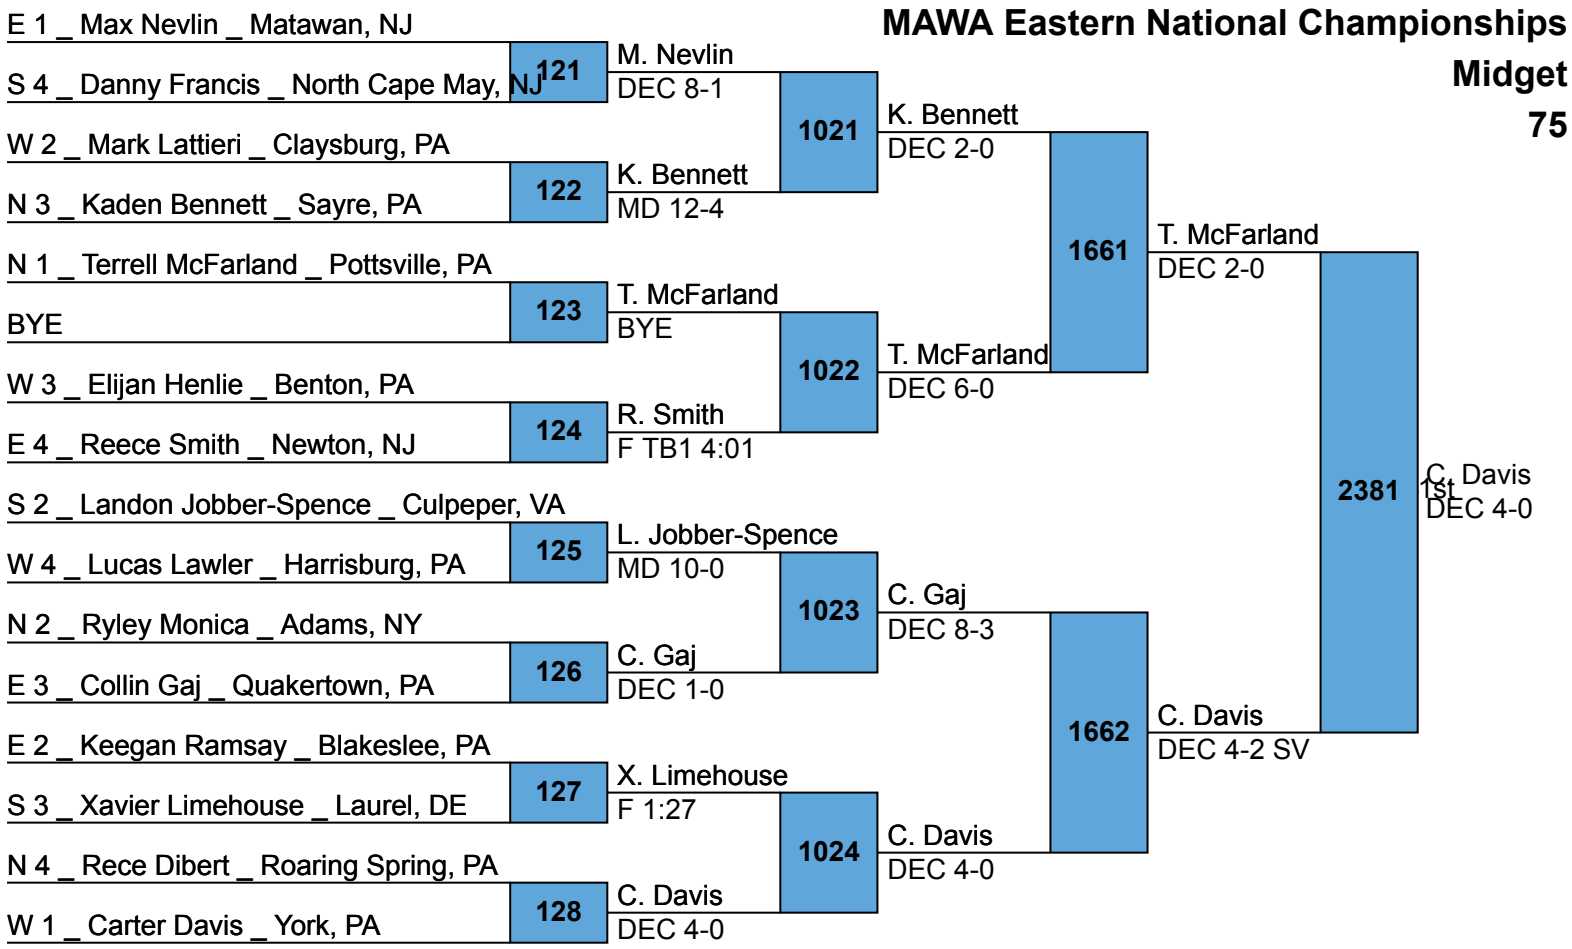 MAWA Eastern National Championships
Midget
75
E 1 _ Max Nevlin _ Matawan, NJ
S 4 _ Danny Francis _ North Cape May, NJ
W 2 _ Mark Lattieri _ Claysburg, PA
N 3 _ Kaden Bennett _ Sayre, PA
N 1 _ Terrell McFarland _ Pottsville, PA
BYE
W 3 _ Elijan Henlie _ Benton, PA
E 4 _ Reece Smith _ Newton, NJ
S 2 _ Landon Jobber-Spence _ Culpeper, VA
W 4 _ Lucas Lawler _ Harrisburg, PA
N 2 _ Ryley Monica _ Adams, NY
E 3 _ Collin Gaj _ Quakertown, PA
E 2 _ Keegan Ramsay _ Blakeslee, PA
S 3 _ Xavier Limehouse _ Laurel, DE
N 4 _ Rece Dibert _ Roaring Spring, PA
W 1 _ Carter Davis _ York, PA
121
122
123
124
125
126
127
128
M. Nevlin
DEC 8-1
K. Bennett
MD 12-4
T. McFarland
BYE
R. Smith
F TB1 4:01
L. Jobber-Spence
MD 10-0
C. Gaj
DEC 1-0
X. Limehouse
F 1:27
C. Davis
DEC 4-0
1021
1022
1023
1024
K. Bennett
DEC 2-0
T. McFarland
DEC 6-0
C. Gaj
DEC 8-3
C. Davis
DEC 4-0
1661
1662
T. McFarland
DEC 2-0
C. Davis
DEC 4-2 SV
2381
C. Davis
1st
DEC 4-0